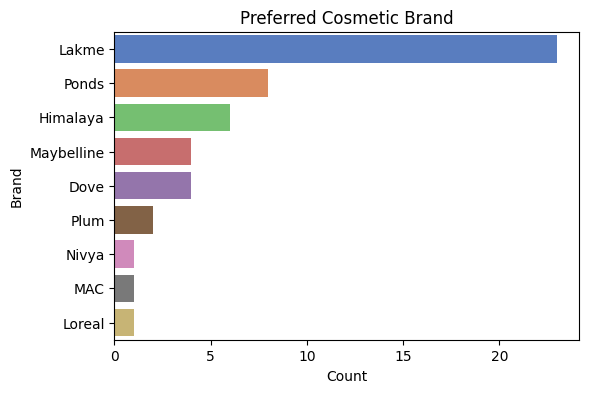 Preferred Cosmetic Brand
Lakme
Ponds
Himalaya
Maybelline
Dove
Plum
Nivya
MAC
Loreal
Brand
0 5 10 15 20
Count